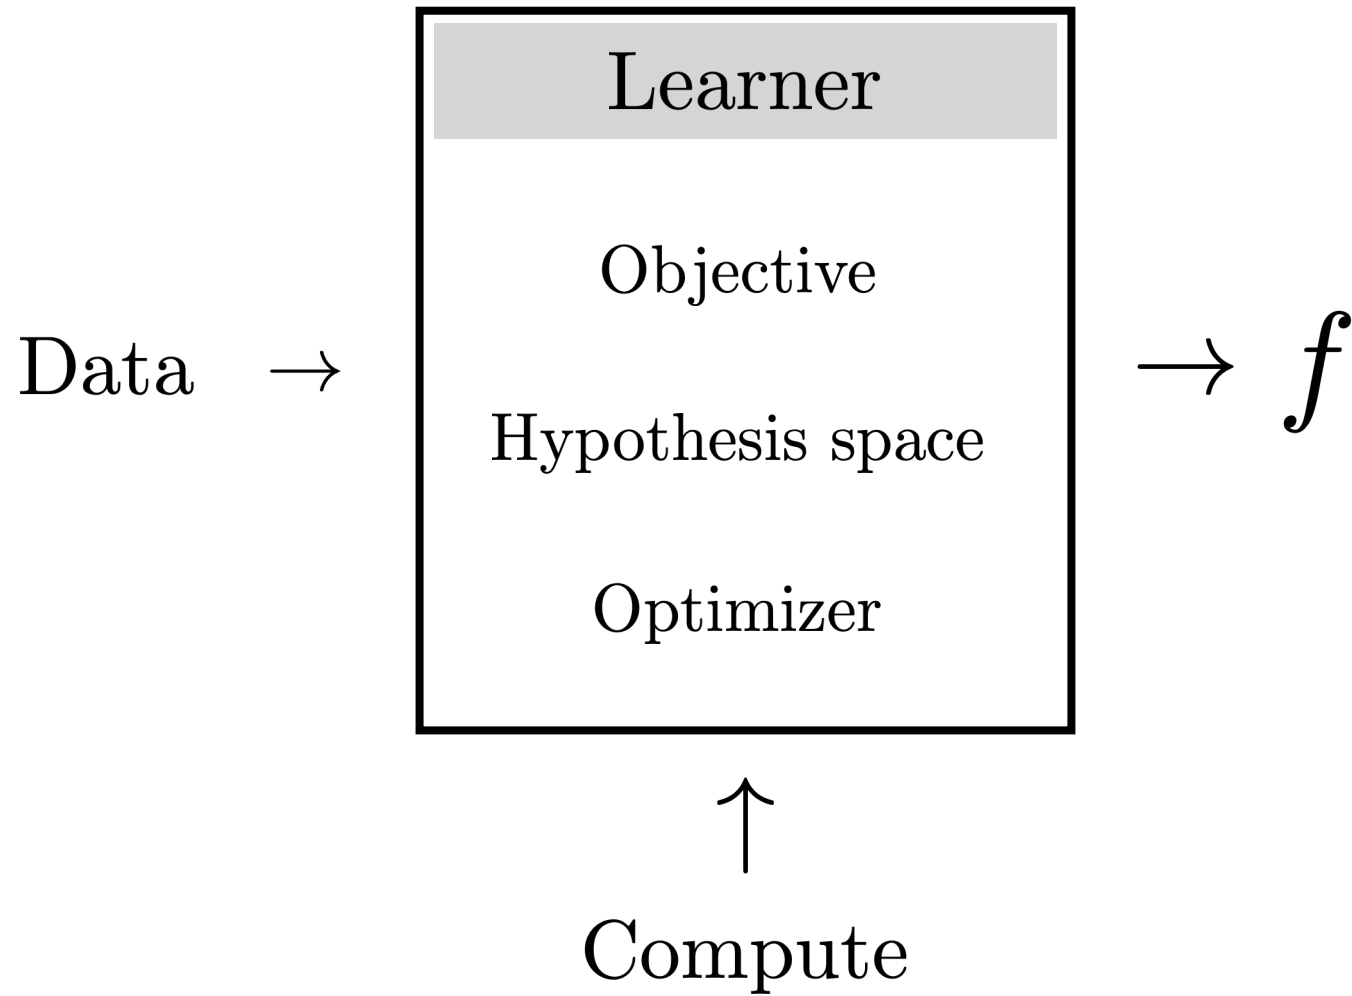 Learner
Objective
Data → → f
Hypothesis space
Optimizer
↑
Compute